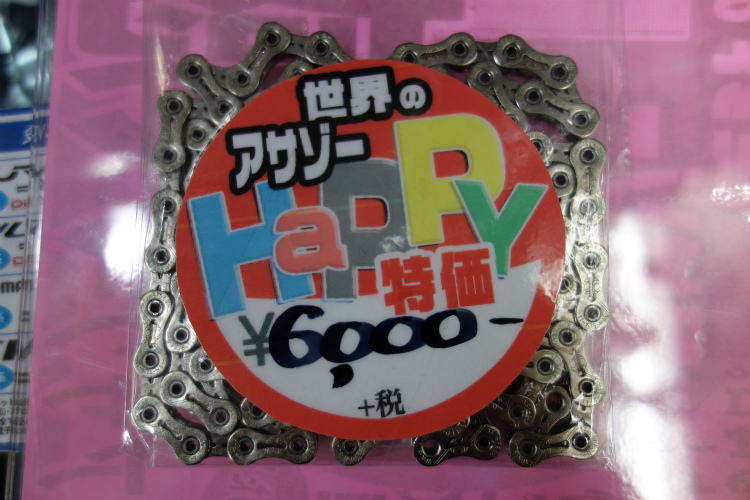 世界の
アサゾー
HaPPY
特価
¥6,000-
+税